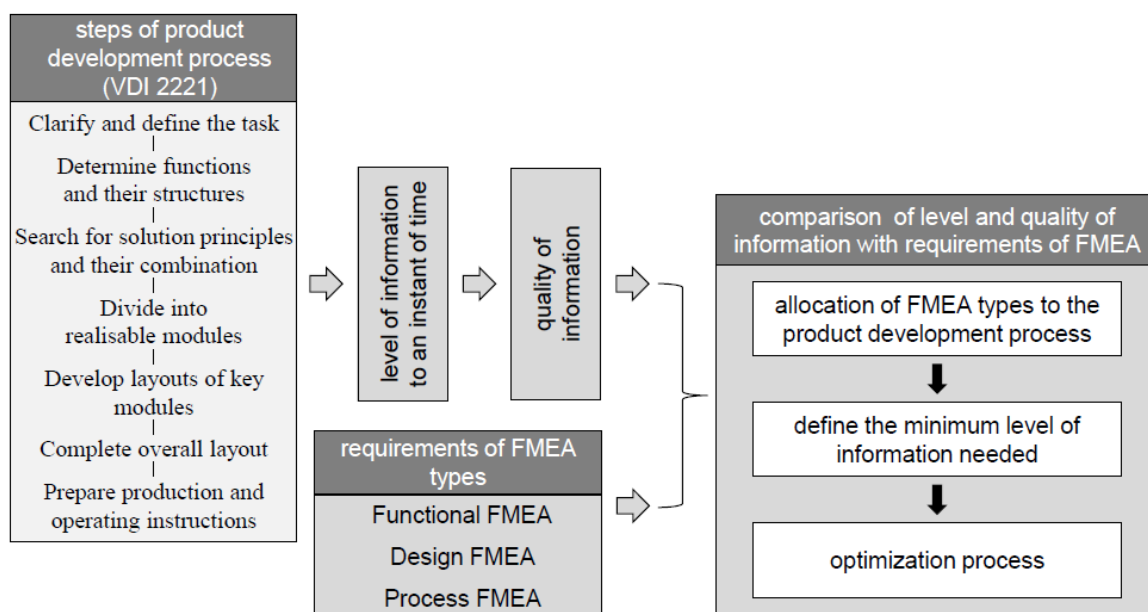 steps of product
development process
(VDI 2221)
Clarify and define the task
Determine functions
and their structures
Search for solution principles
and their combination
Divide into
realisable modules
Develop layouts of key
modules
Complete overall layout
Prepare production and
operating instructions
level of information
to an instant of time
quality of
information
requirements of FMEA
types
Functional FMEA
Design FMEA
Process FMEA
comparison of level and quality of
information with requirements of FMEA
allocation of FMEA types to the
product development process
define the minimum level of
information needed
optimization process